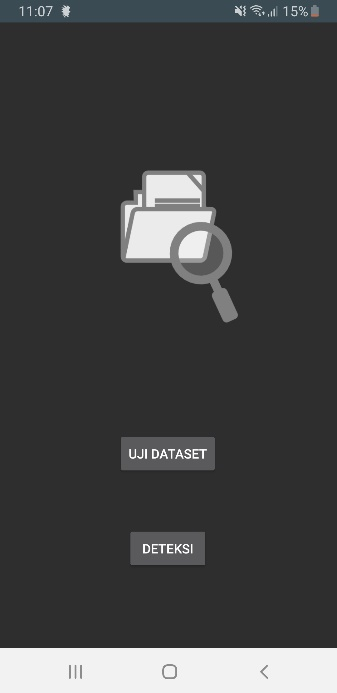 11:07
15%
UJI DATASET
DETEKSI